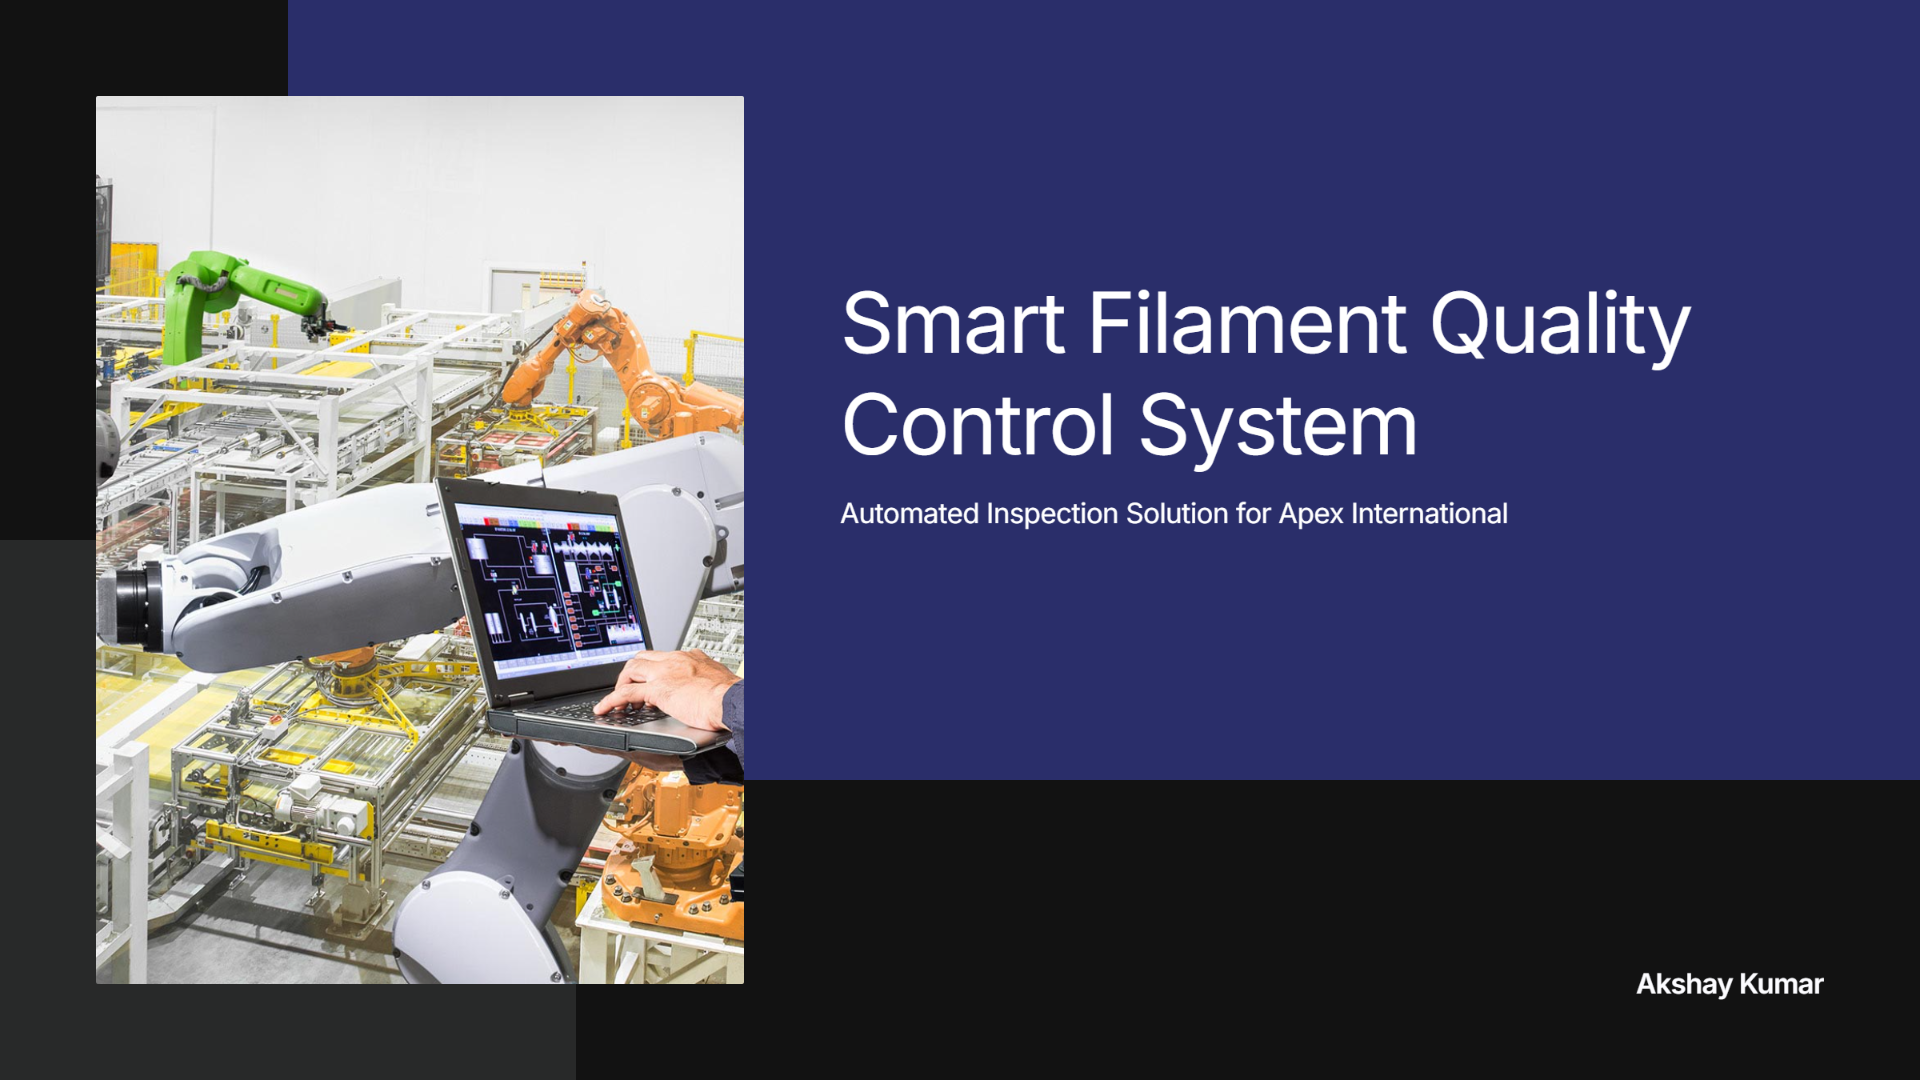 Smart Filament Quality
Control System
Automated Inspection Solution for Apex International
Akshay Kumar